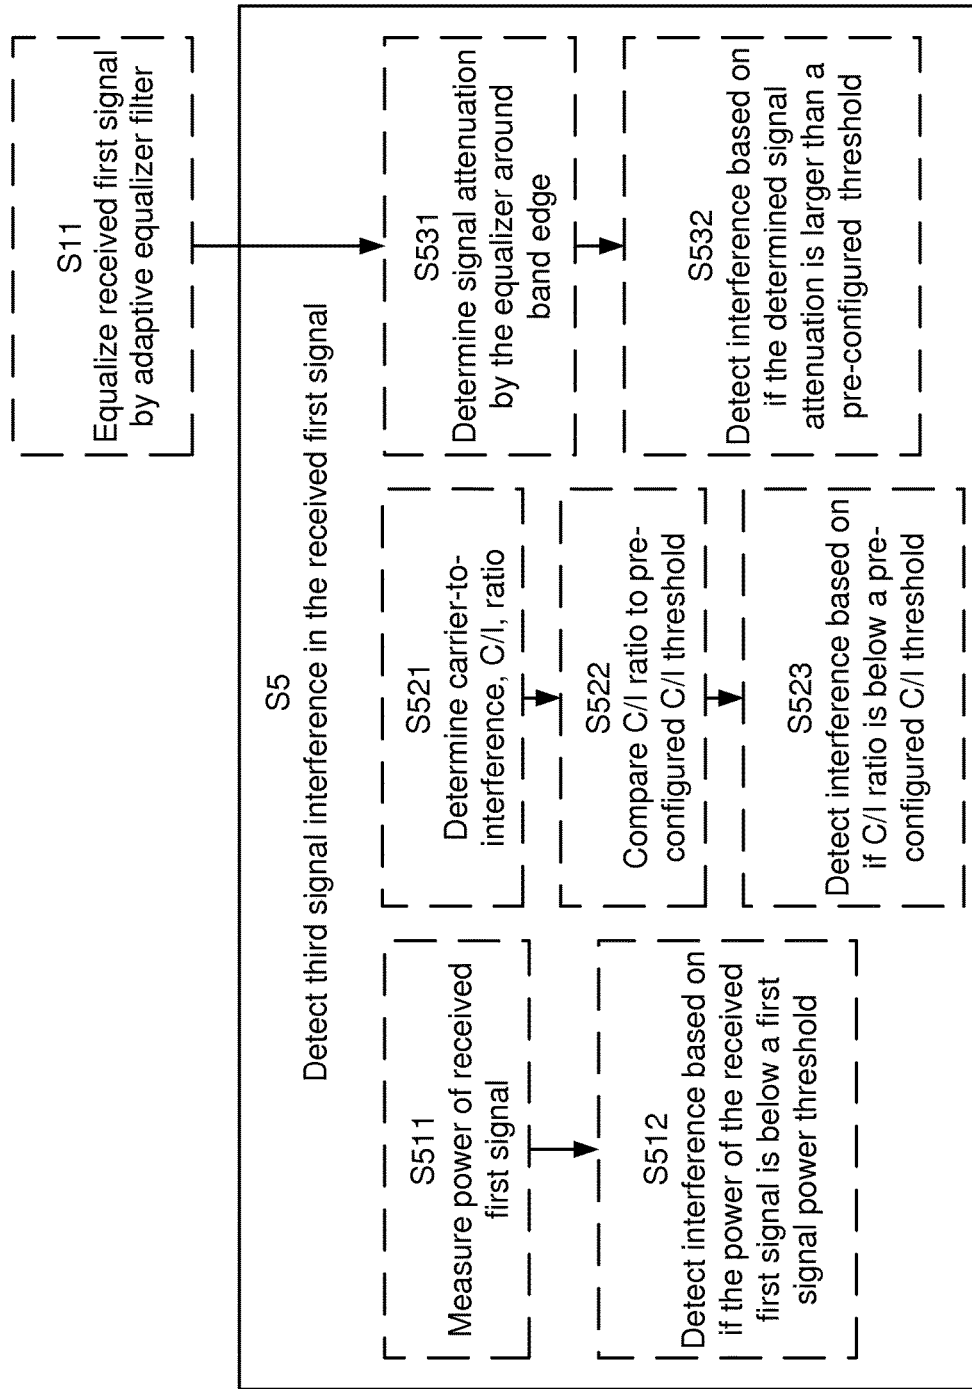 S11
Equalize received first signal
by adaptive equalizer filter
S5
Detect third signal interference in the received first signal
S511
Measure power of received
first signal
S512
Detect interference based on
if the power of the received
first signal is below a first
signal power threshold
S521
Determine carrier-to-
interference, C/I, ratio
S522
Compare C/I ratio to pre-
configured C/I threshold
S523
Detect interference based on
if C/I ratio is below a pre-
configured C/I threshold
S531
Determine signal attenuation
by the equalizer around
band edge
S532
Detect interference based on
if the determined signal
attenuation is larger than a
pre-configured threshold